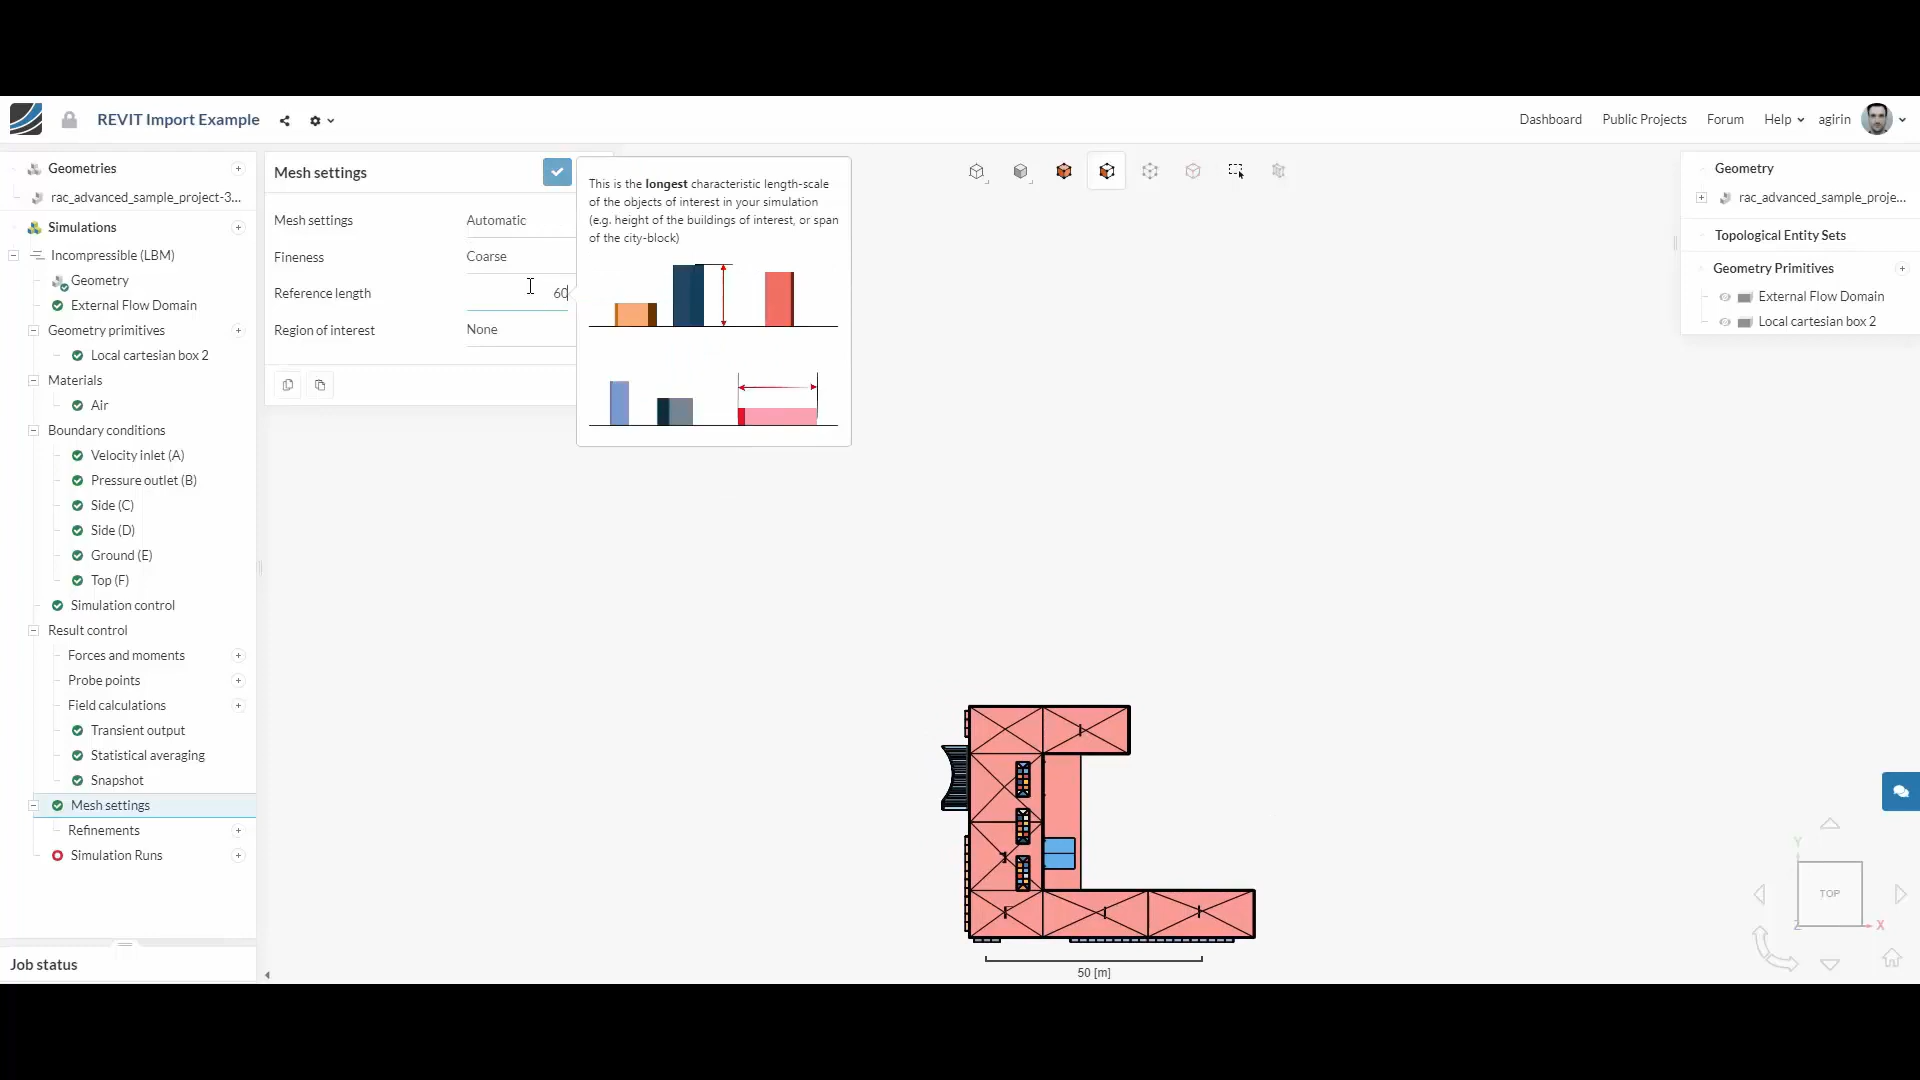 REVIT Import Example
Dashboard
Public Projects
Forum
Help
agirin
Geometries
rac_advanced_sample_project-3...
Simulations
Incompressible (LBM)
Geometry
External Flow Domain
Geometry primitives
Local cartesian box 2
Materials
Air
Boundary conditions
Velocity inlet (A)
Pressure outlet (B)
Side (C)
Side (D)
Ground (E)
Top (F)
Simulation control
Result control
Forces and moments
Probe points
Field calculations
Transient output
Statistical averaging
Snapshot
Mesh settings
Refinements
Simulation Runs
Job status
Mesh settings
Mesh settings Automatic
Fineness Coarse
Reference length 60
Region of interest None
This is the longest characteristic length-scale
of the objects of interest in your simulation
(e.g. height of the buildings of interest, or span
of the city-block)
Geometry
rac_advanced_sample_proje...
Topological Entity Sets
Geometry Primitives
External Flow Domain
Local cartesian box 2
50 [m]
Y
TOP
Z
X